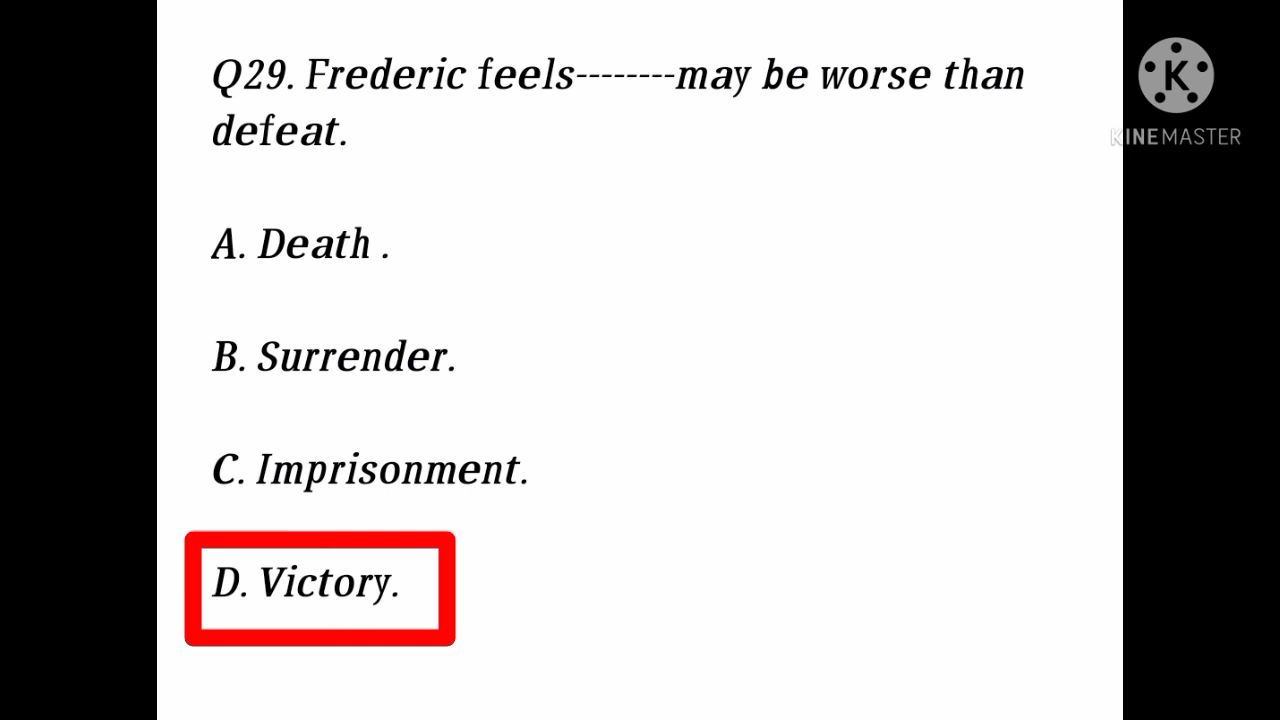 Q29. Frederic feels--------may be worse than
defeat.
A. Death .
B. Surrender.
C. Imprisonment.
D. Victory.
K
KINEMASTER